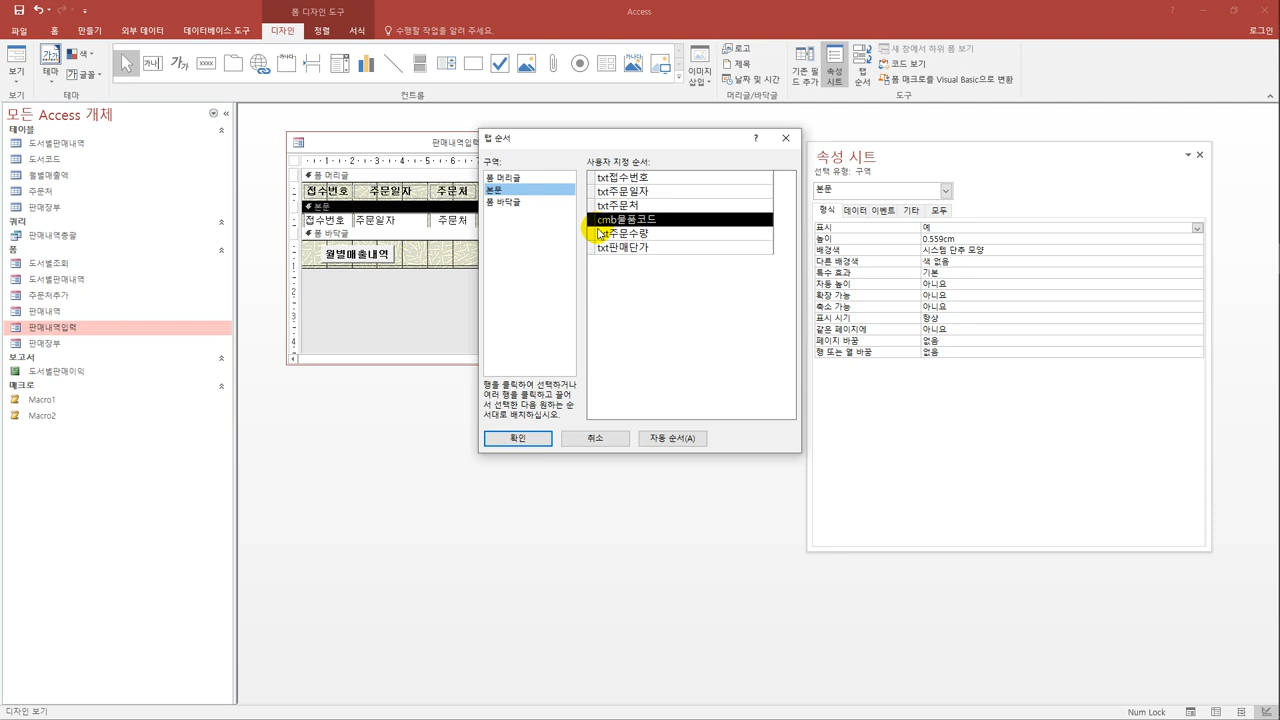 폼 디자인 도구
Access
파일
홈
만들기
외부 데이터
데이터베이스 도구
디자인
정렬
서식
수행할 작업을 알려 주세요.
로그인
보기
테마
색
가가 글꼴
가나
가가
XXXX
이미지 삽입
로고
제목
날짜 및 시간
기존 필드 추가
속성 시트
탭 순서
새 창에서 하위 폼 보기
코드 보기
폼 매크로를 Visual Basic으로 변환
보기
테마
컨트롤
머리글/바닥글
도구
모든 Access 개체
테이블
도서별판매내역
도서코드
월별매출액
주문처
판매장부
쿼리
판매내역총괄
폼
도서별조회
도서별판매내역
주문처추가
판매내역
판매내역입력
판매장부
보고서
도서별판매이익
매크로
Macro1
Macro2
판매내역입력
폼 머리글
접수번호
주문일자
주문처
본문
접수번호
주문일자
주문처
폼 바닥글
월별매출내역
탭 순서
구역:
폼 머리글
본문
폼 바닥글
사용자 지정 순서:
txt접수번호
txt주문일자
txt주문처
cmb물품코드
txt주문수량
txt판매단가
행을 클릭하여 선택하거나
여러 행을 클릭하고 끌어
서 선택한 다음 원하는 순
서대로 배치하십시오.
확인
취소
자동 순서(A)
속성 시트
선택 유형: 구역
본문
형식
데이터
이벤트
기타
모두
표시 예
높이 0.559cm
배경색 시스템 단추 모양
다른 배경색 색 없음
특수 효과 기본
자동 높이 아니요
확장 가능 아니요
축소 가능 아니요
표시 시기 항상
같은 페이지에 아니요
페이지 바꿈 없음
행 또는 열 바꿈 없음
디자인 보기
Num Lock